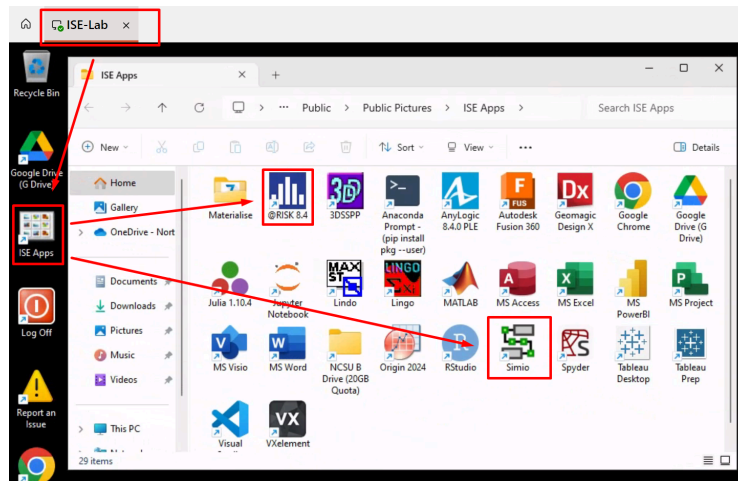 ISE-Lab
Recycle Bin
Google Drive
(G Drive)
ISE Apps
Log Off
Report an
Issue
ISE Apps
Public > Public Pictures > ISE Apps >
Search ISE Apps
New
Sort
View
Details
Home
Gallery
OneDrive - Nort
Documents
Downloads
Pictures
Music
Videos
This PC
Materialise
@RISK 8.4
3DSSPP
Anaconda
Prompt -
(pip install
pkg --user)
AnyLogic
8.4.0 PLE
Autodesk
Fusion 360
Geomagic
Design X
Google
Chrome
Google
Drive (G
Drive)
Julia 1.10.4
Jupyter
Notebook
Lindo
Lingo
MATLAB
MS Access
MS Excel
MS
PowerBI
MS Project
MS Visio
MS Word
NCSU B
Drive (20GB
Quota)
Origin 2024
RStudio
Simio
Spyder
Tableau
Desktop
Tableau
Prep
Visual
VXelement
29 items